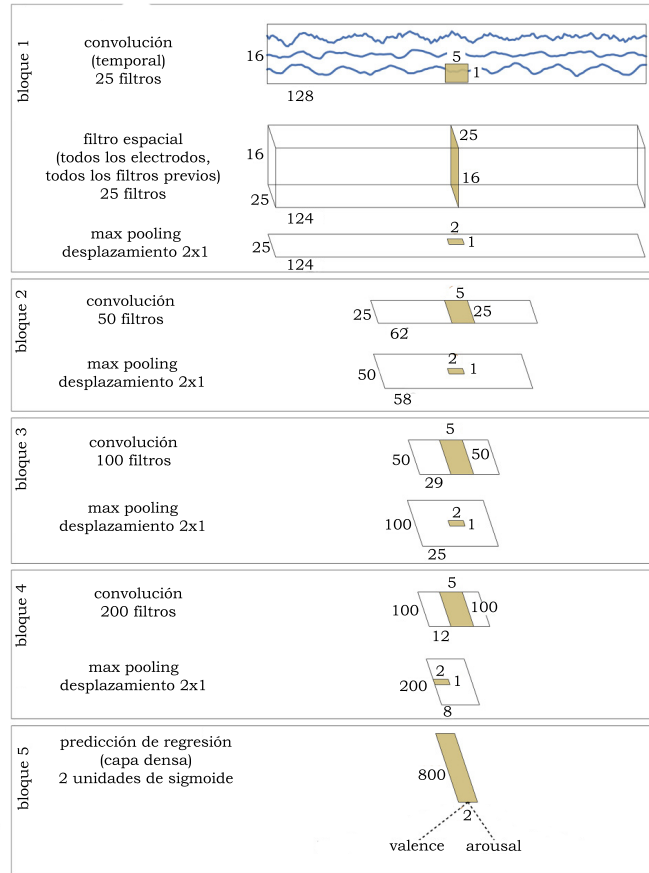 bloque 1
convolución
(temporal)
25 filtros
16
5
1
128
filtro espacial
(todos los electrodos,
todos los filtros previos)
25 filtros
16
25
25
16
124
max pooling
desplazamiento 2x1
25
2
1
124
bloque 2
convolución
50 filtros
5
25
25
62
max pooling
desplazamiento 2x1
2
1
50
58
bloque 3
convolución
100 filtros
5
50
50
29
max pooling
desplazamiento 2x1
2
1
100
25
bloque 4
convolución
200 filtros
5
100
100
12
max pooling
desplazamiento 2x1
2
1
200
8
bloque 5
predicción de regresión
(capa densa)
2 unidades de sigmoide
800
2
valence arousal